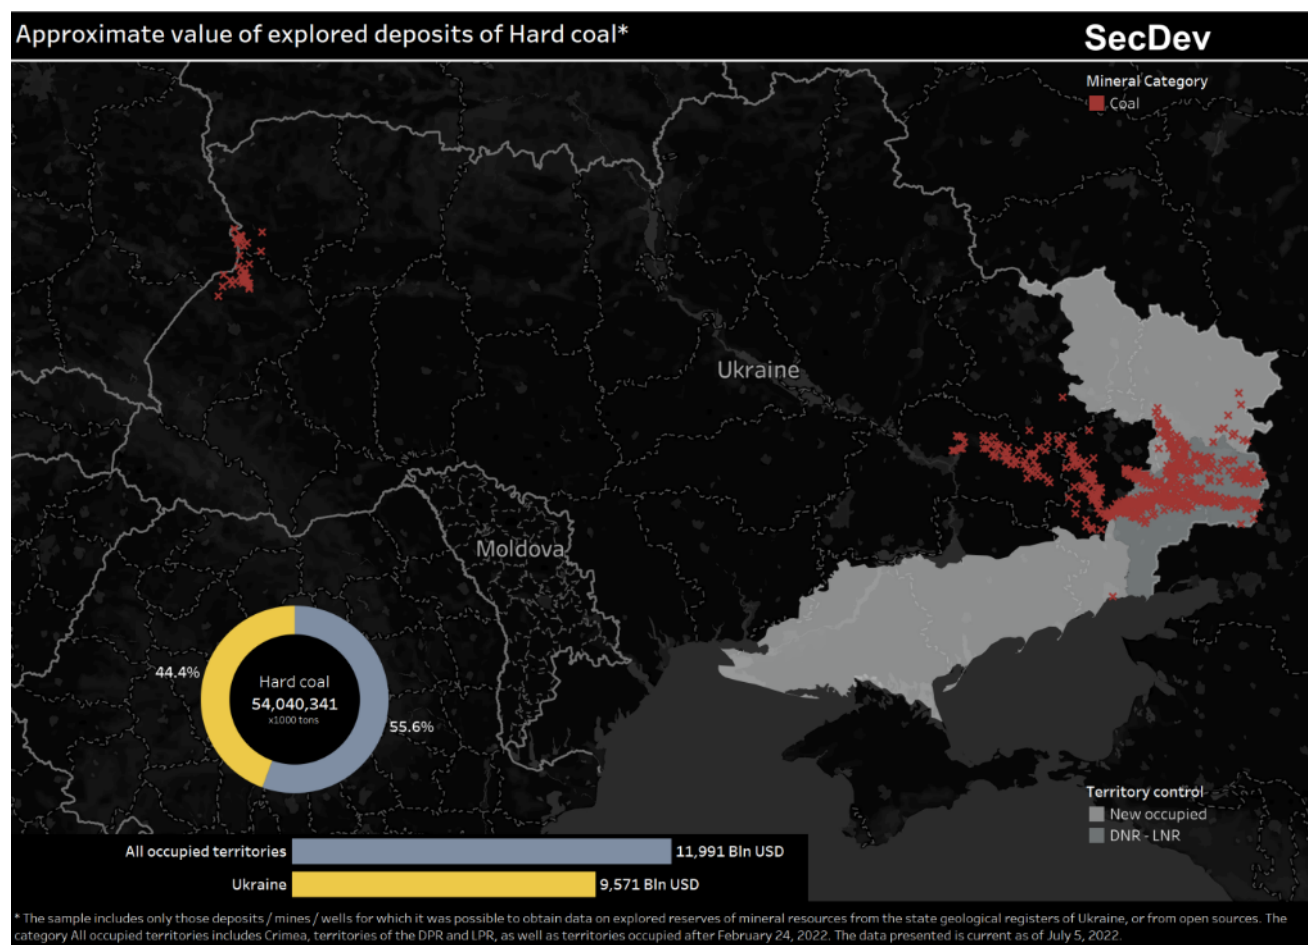 Approximate value of explored deposits of Hard coal*
SecDev
Mineral Category
Coal
Ukraine
Moldova
44.4%
Hard coal
54,040,341
x1000 tons
55.6%
Territory control
New occupied
DNR - LNR
All occupied territories 11,991 Bln USD
Ukraine 9,571 Bln USD
* The sample includes only those deposits / mines / wells for which it was possible to obtain data on explored reserves of mineral resources from the state geological registers of Ukraine, or from open sources. The
category All occupied territories includes Crimea, territories of the DPR and LPR, as well as territories occupied after February 24, 2022. The data presented is current as of July 5, 2022.